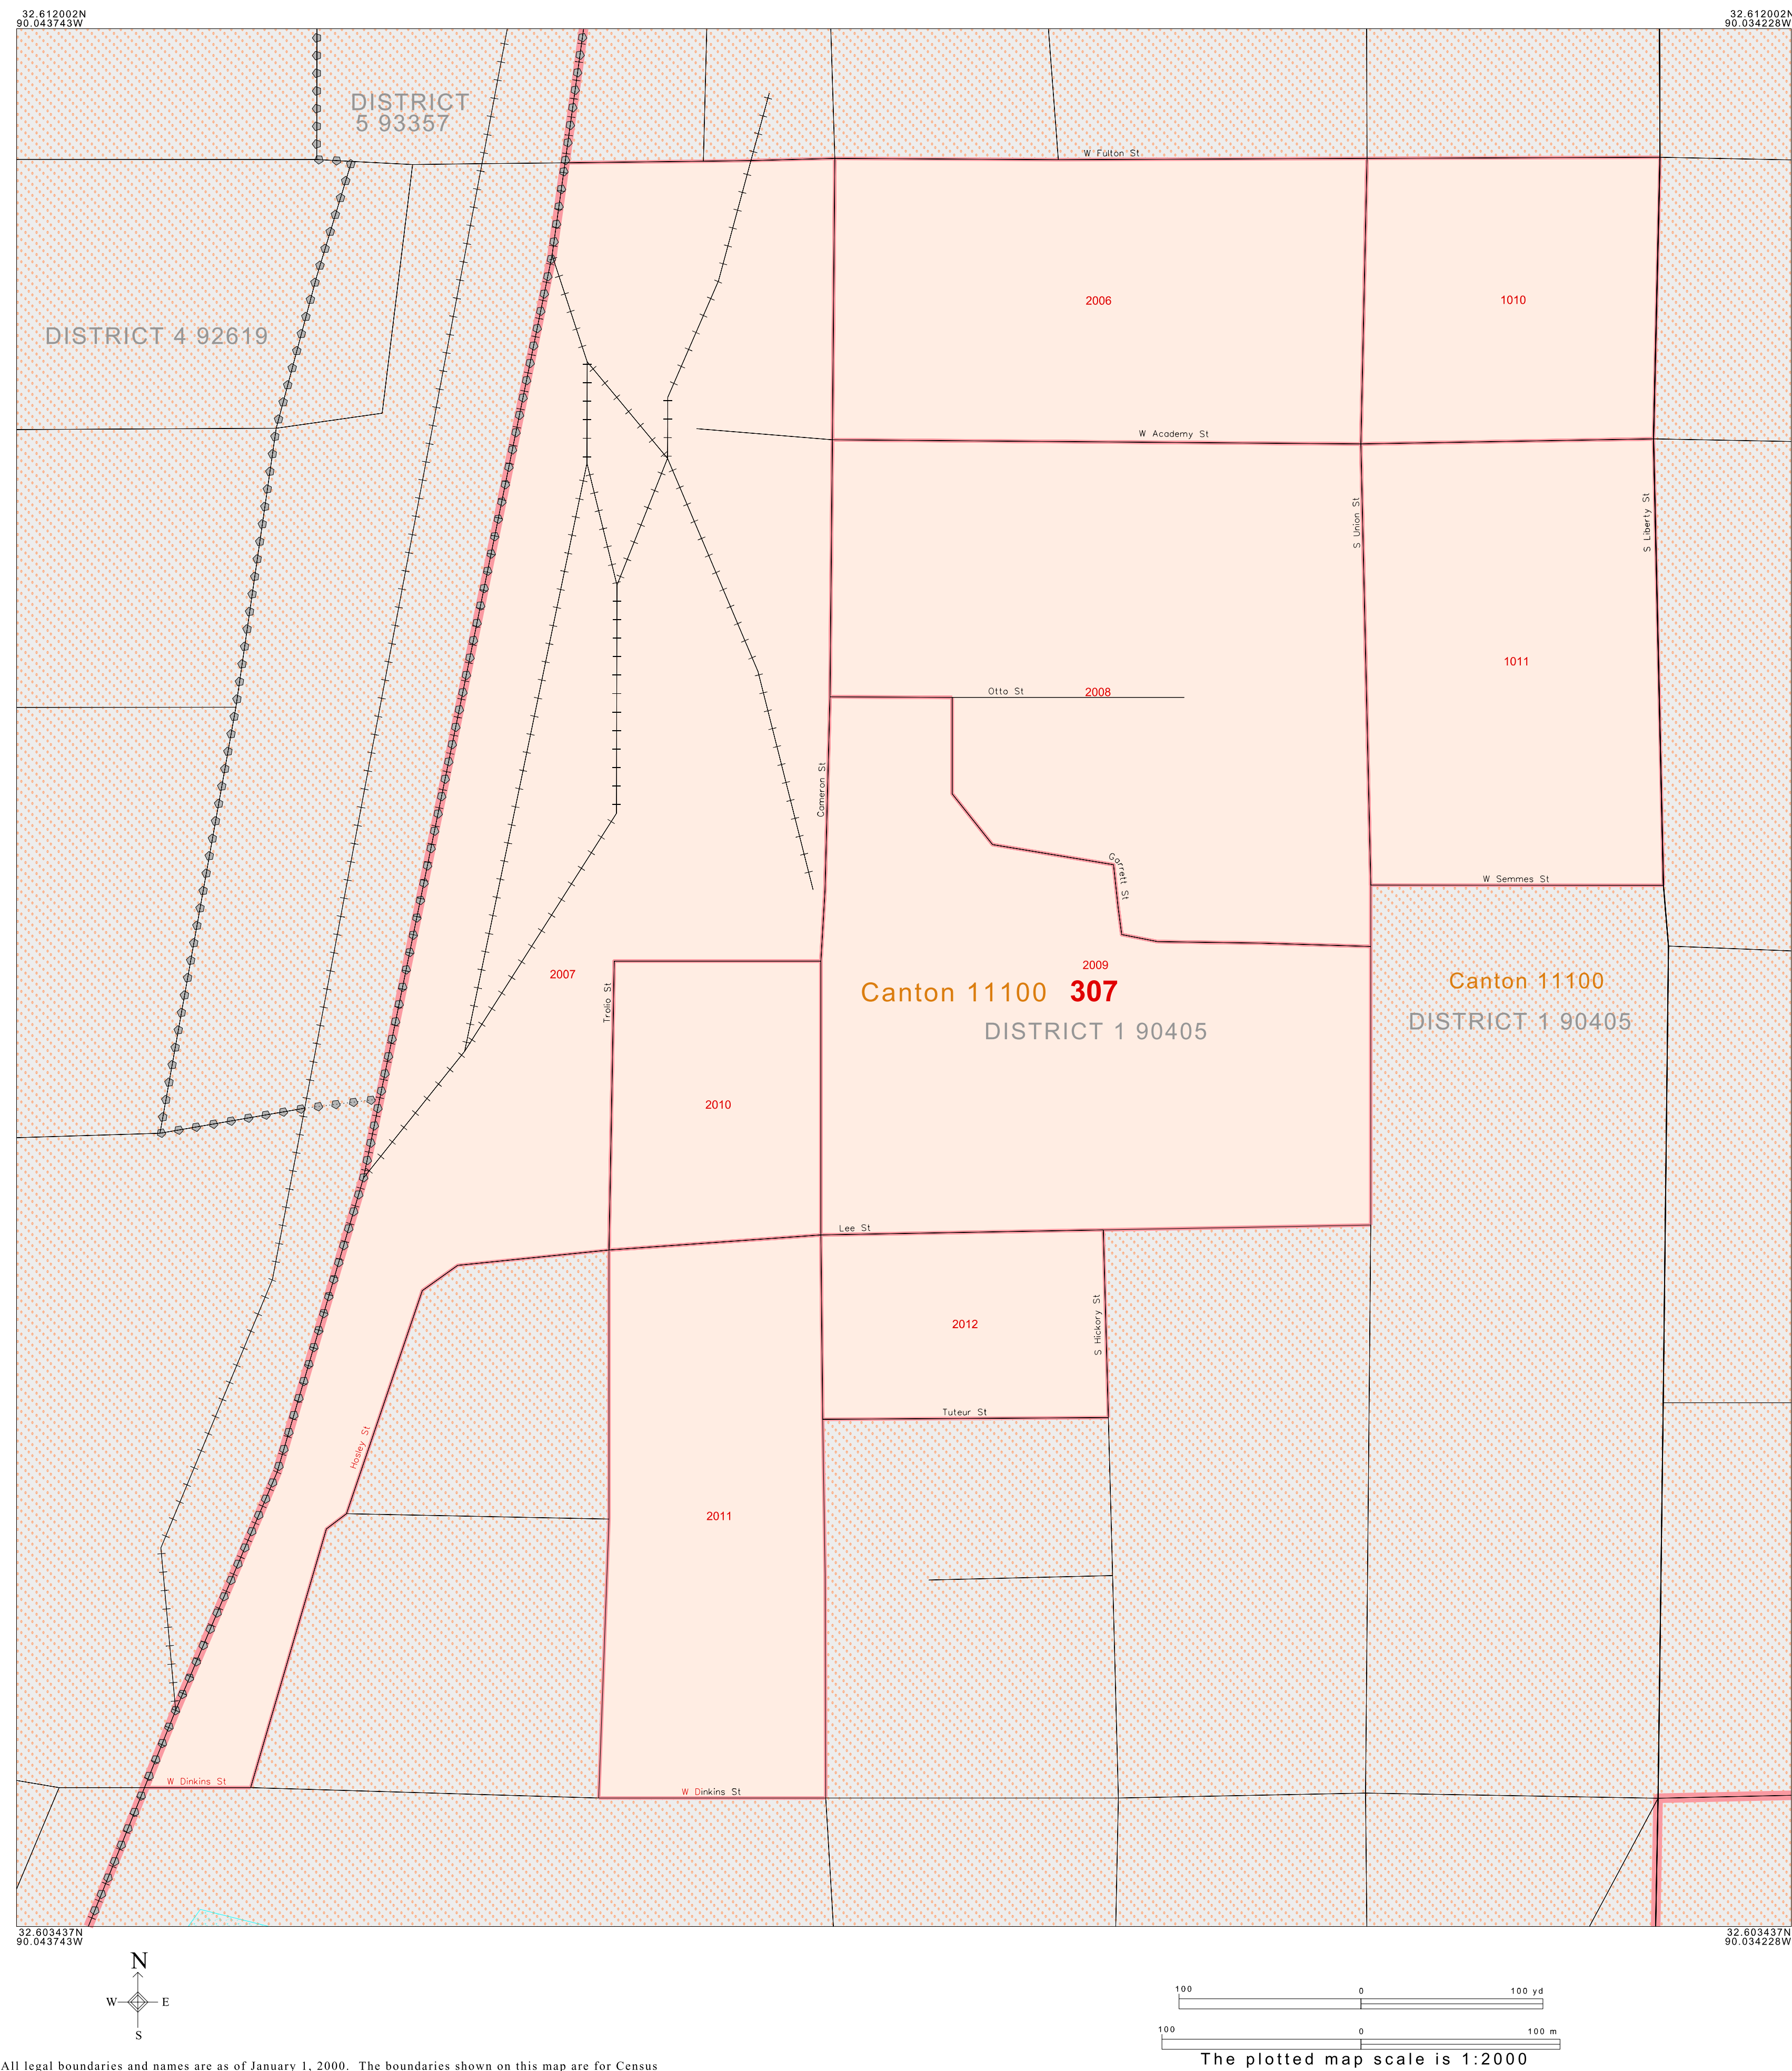 32.612002N
90.043743W
32.612002N
90.034228W
DISTRICT
5 93357
W Fulton St
2006
1010
DISTRICT 4 92619
W Academy St
S Union St
S Liberty St
1011
Otto St
2008
Cameron St
Garrett St
W Semmes St
2007
2009
Trolio St
Canton 11100
307
Canton 11100
DISTRICT 1 90405
DISTRICT 1 90405
2010
Lee St
2012
S Hickory St
Tuteur St
Hosley St
2011
W Dinkins St
W Dinkins St
32.603437N
90.043743W
32.603437N
90.034228W
N
W E
S
100 0 100 yd
100 0 100 m
The plotted map scale is 1:2000
All legal boundaries and names are as of January 1, 2000. The boundaries shown on this map are for Census